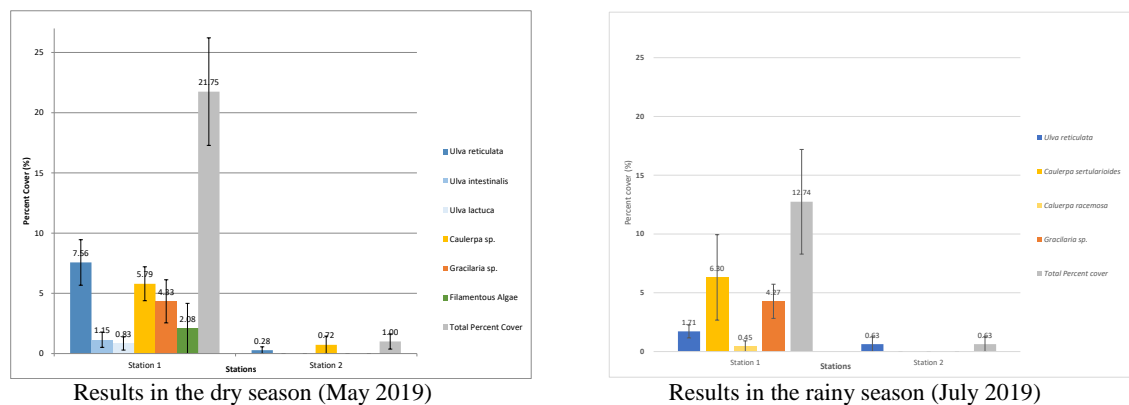 25
20
15
10
5
0
Percent Cover (%)
7.56
1.15
0.83
5.79
4.33
2.08
21.75
0.28
0.72
1.00
Station 1
Stations
Station 2
Ulva reticulata
Ulva intestinalis
Ulva lactuca
Caulerpa sp.
Gracilaria sp.
Filamentous Algae
Total Percent Cover
Results in the dry season (May 2019)
25
20
15
10
5
0
Percent cover (%)
1.71
6.30
0.45
4.27
12.74
0.63
0.63
Station 1
Stations
Station 2
Ulva reticulata
Caulerpa sertularioides
Caluerpa racemosa
Gracilaria sp.
Total Percent cover
Results in the rainy season (July 2019)